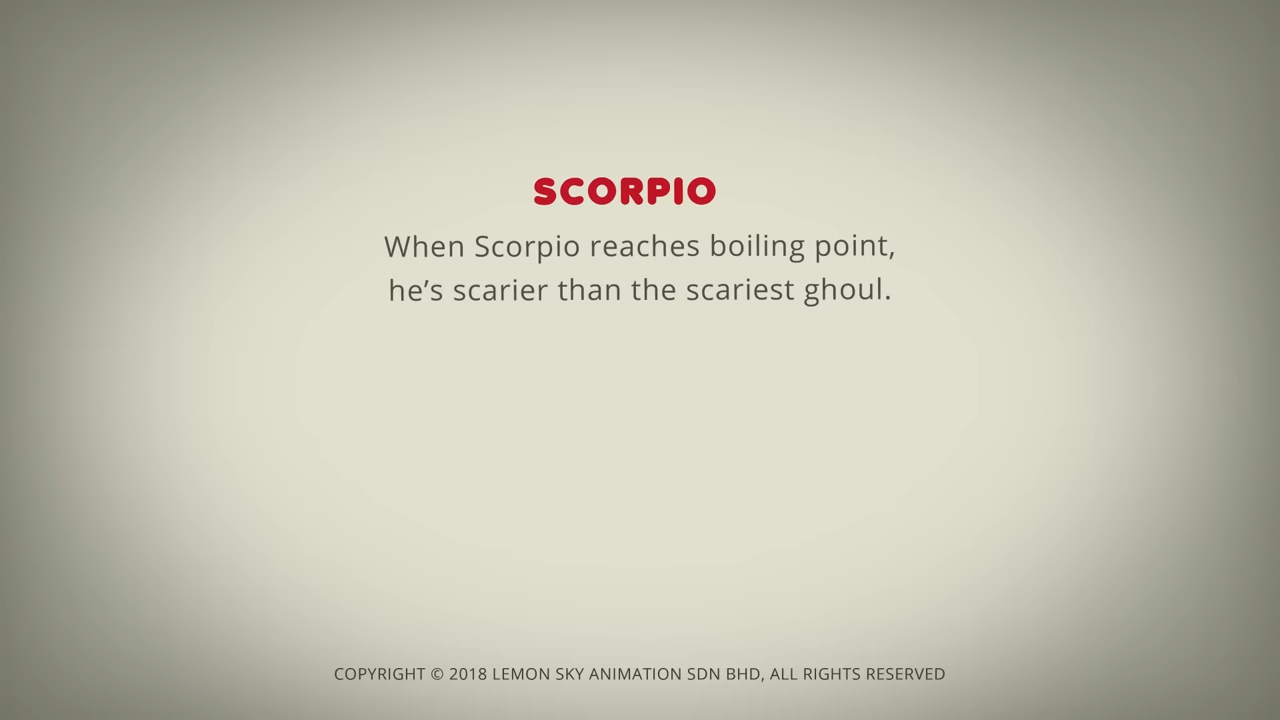 SCORPIO
When Scorpio reaches boiling point,
he’s scarier than the scariest ghoul.
COPYRIGHT © 2018 LEMON SKY ANIMATION SDN BHD, ALL RIGHTS RESERVED